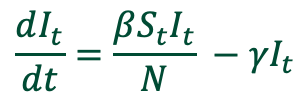 dI_t/dt = βS_tI_t/N − γI_t